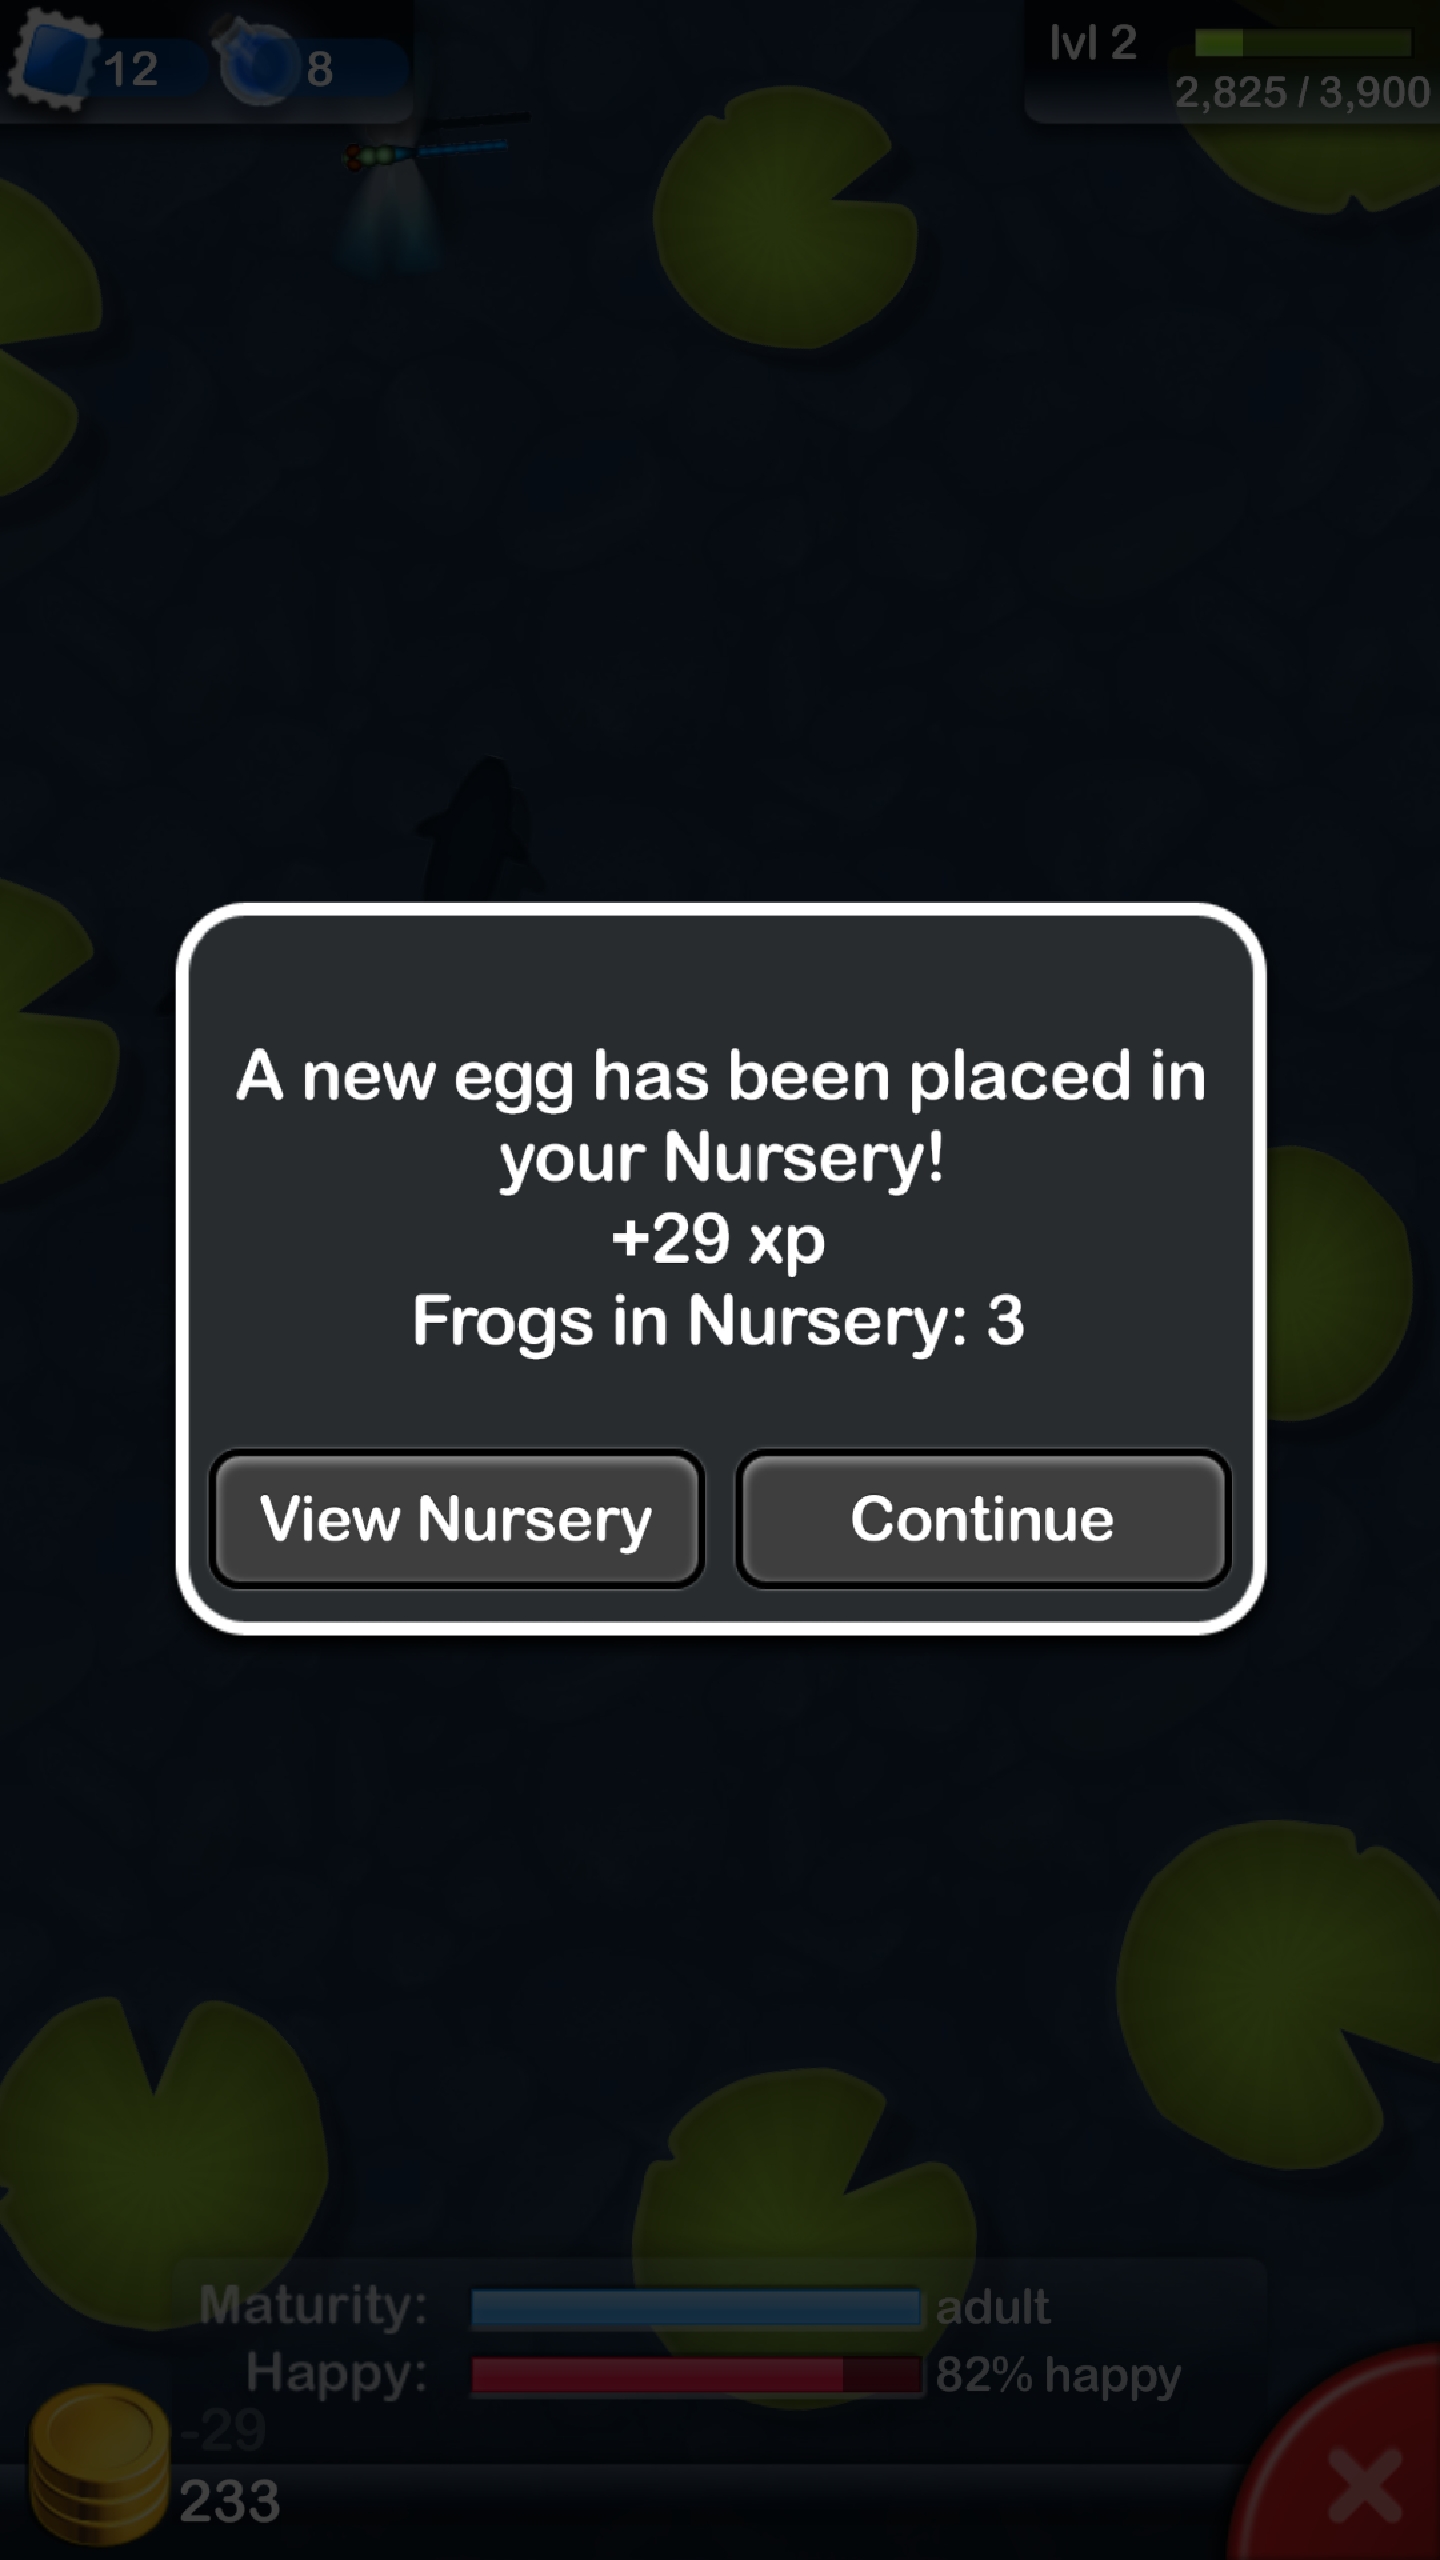 12
8
lvl 2
2,825 / 3,900
A new egg has been placed in
your Nursery!
+29 xp
Frogs in Nursery: 3
View Nursery
Continue
Maturity:
adult
Happy:
82% happy
-29
233